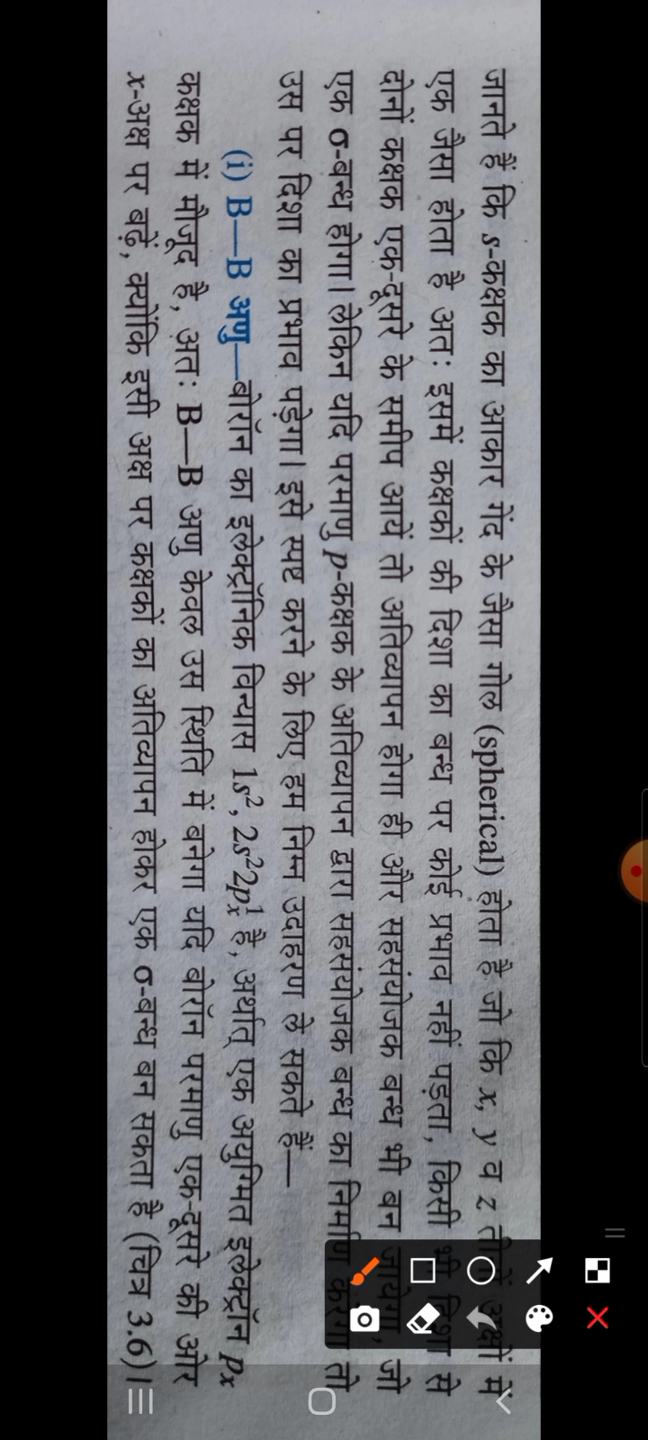 जानते हैं कि s-कक्षक का आकार गेंद के जैसा गोल (spherical) होता है जो कि x, y व z में
एक जैसा होता है अतः इसमें कक्षकों की दिशा का बन्ध पर कोई प्रभाव नहीं पड़ता, किसी से
दोनों कक्षक एक-दूसरे के समीप आयें तो अतिव्यापन होगा ही और सहसंयोजक बन्ध भी बन जो
एक σ-बन्ध होगा। लेकिन यदि परमाणु p-कक्षक के अतिव्यापन द्वारा सहसंयोजक बन्ध का निर्माण तो
उस पर दिशा का प्रभाव पड़ेगा। इसे स्पष्ट करने के लिए हम निम्न उदाहरण ले सकते हैं—
(i) B—B अणु—बोरॉन का इलेक्ट्रॉनिक विन्यास 1s², 2s²2pₓ¹ है, अर्थात् एक अयुग्मित इलेक्ट्रॉन px
कक्षक में मौजूद है, अतः B—B अणु केवल उस स्थिति में बनेगा यदि बोरॉन परमाणु एक-दूसरे की ओर
x-अक्ष पर बढ़ें, क्योंकि इसी अक्ष पर कक्षकों का अतिव्यापन होकर एक σ-बन्ध बन सकता है (चित्र 3.6)।